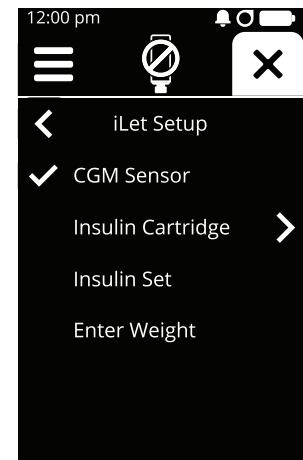 12:00 pm
iLet Setup
CGM Sensor
Insulin Cartridge
Insulin Set
Enter Weight